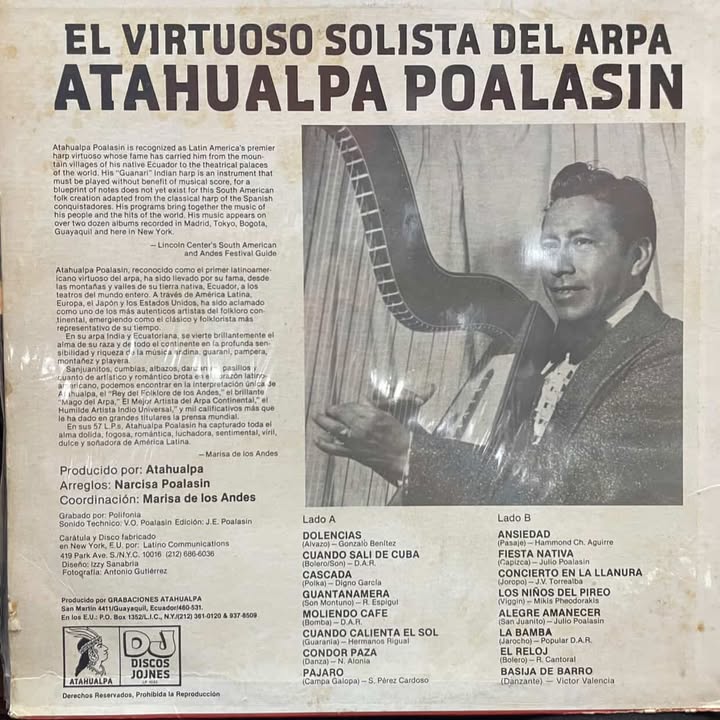 EL VIRTUOSO SOLISTA DEL ARPA
ATAHUALPA POALASIN
Atahualpa Poalasin is recognized as Latin America's premier
harp virtuoso whose fame has carried him from the moun-
tain villages of his native Ecuador to the theatrical palaces
of the world. His "Guanari" Indian harp is an instrument that
must be played without benefit of musical score, for a
blueprint of notes does not yet exist for this South American
folk creation adapted from the classical harp of the Spanish
conquistadores. His programs bring together the music of
his people and the hits of the world. His music appears on
over two dozen albums recorded in Madrid, Tokyo, Bogota,
Guayaquil and here in New York.
— Lincoln Center's South American
and Andes Festival Guide
Atahualpa Poalasin, reconocido como el primer latinoamer-
icano virtuoso del arpa, ha sido llevado por su fama, desde
las montañas y valles de su tierra nativa, Ecuador, a los
teatros del mundo entero. A través de América Latina,
Europa, el Japón y los Estados Unidos, ha sido aclamado
como uno de los más autenticos artistas del folkloro con-
tinental, emergiendo como el clásico y folklorista más
representativo de su tiempo.
En su arpa India y Ecuatoriana, se vierte brillantemente el
alma de su raza y de todo el continente en la profunda sen-
sibilidad y riqueza de la música andina, guarani, pampera,
montañez y playera.
Sanjuanitos, cumbias, albazos, danzantes, pasillos y
cuanto de artístico y romántico brota en el corazón latino-
americano, podemos encontrar en la interpretación única de
Atahualpa, el "Rey del Folklore de los Andes," el brillante
"Mago del Arpa," El Mejor Artista del Arpa Continental," el
Humilde Artista Indio Universal," y mil calificativos más que
le ha dado en grandes titulares la prensa mundial.
En sus 57 L.P.s, Atahualpa Poalasin ha capturado toda el
alma dolida, fogosa, romántica, luchadora, sentimental, viril,
dulce y soñadora de América Latina.
— Marisa de los Andes
Producido por: Atahualpa
Arreglos: Narcisa Poalasin
Coordinación: Marisa de los Andes
Grabado por: Polifonia
Sonido Technico: V.O. Poalasin Edición: J.E. Poalasin
Carátula y Disco fabricado
en New York, E.U. por: Latino Communications
419 Park Ave. S./N.Y.C. 10016 (212) 686-6036
Diseño: Izzy Sanabria
Fotografía: Antonio Gutiérrez
Producido por GRABACIONES ATAHUALPA
San Martin 4411/Guayaquil, Ecuador/460-531.
En los E.U.: P.O. Box 1352/L.I.C., N.Y./(212) 361-0120 & 937-8509
ATAHUALPA
DJ
DISCOS
JOJNES
Derechos Reservados, Prohibida la Reproducción
Lado A
DOLENCIAS
(Alvazo) - Gonzalo Benítez
CUANDO SALI DE CUBA
(Bolero/Son) — D.A.R.
CASCADA
(Polka) — Digno García
GUANTANAMERA
(Son Montuno) — R. Espigul
MOLIENDO CAFE
(Bomba) — D.A.R.
CUANDO CALIENTA EL SOL
(Guarania) — Hermanos Rigual
CONDOR PAZA
(Danza) — N. Alonia
PAJARO
(Campa Galopa) — S. Pérez Cardoso
Lado B
ANSIEDAD
(Pasaje) — Hammond Ch. Aguirre
FIESTA NATIVA
(Capizca) — Julio Poalasin
CONCIERTO EN LA LLANURA
(Joropo) — J.V. Torrealba
LOS NIÑOS DEL PIREO
(Viggin) — Mikis Pheodorakis
ALEGRE AMANECER
(San Juanito) — Julio Poalasin
LA BAMBA
(Jarocho) — Popular D.A.R.
EL RELOJ
(Bolero) — R. Cantoral
BASIJA DE BARRO
(Danzante) — Victor Valencia